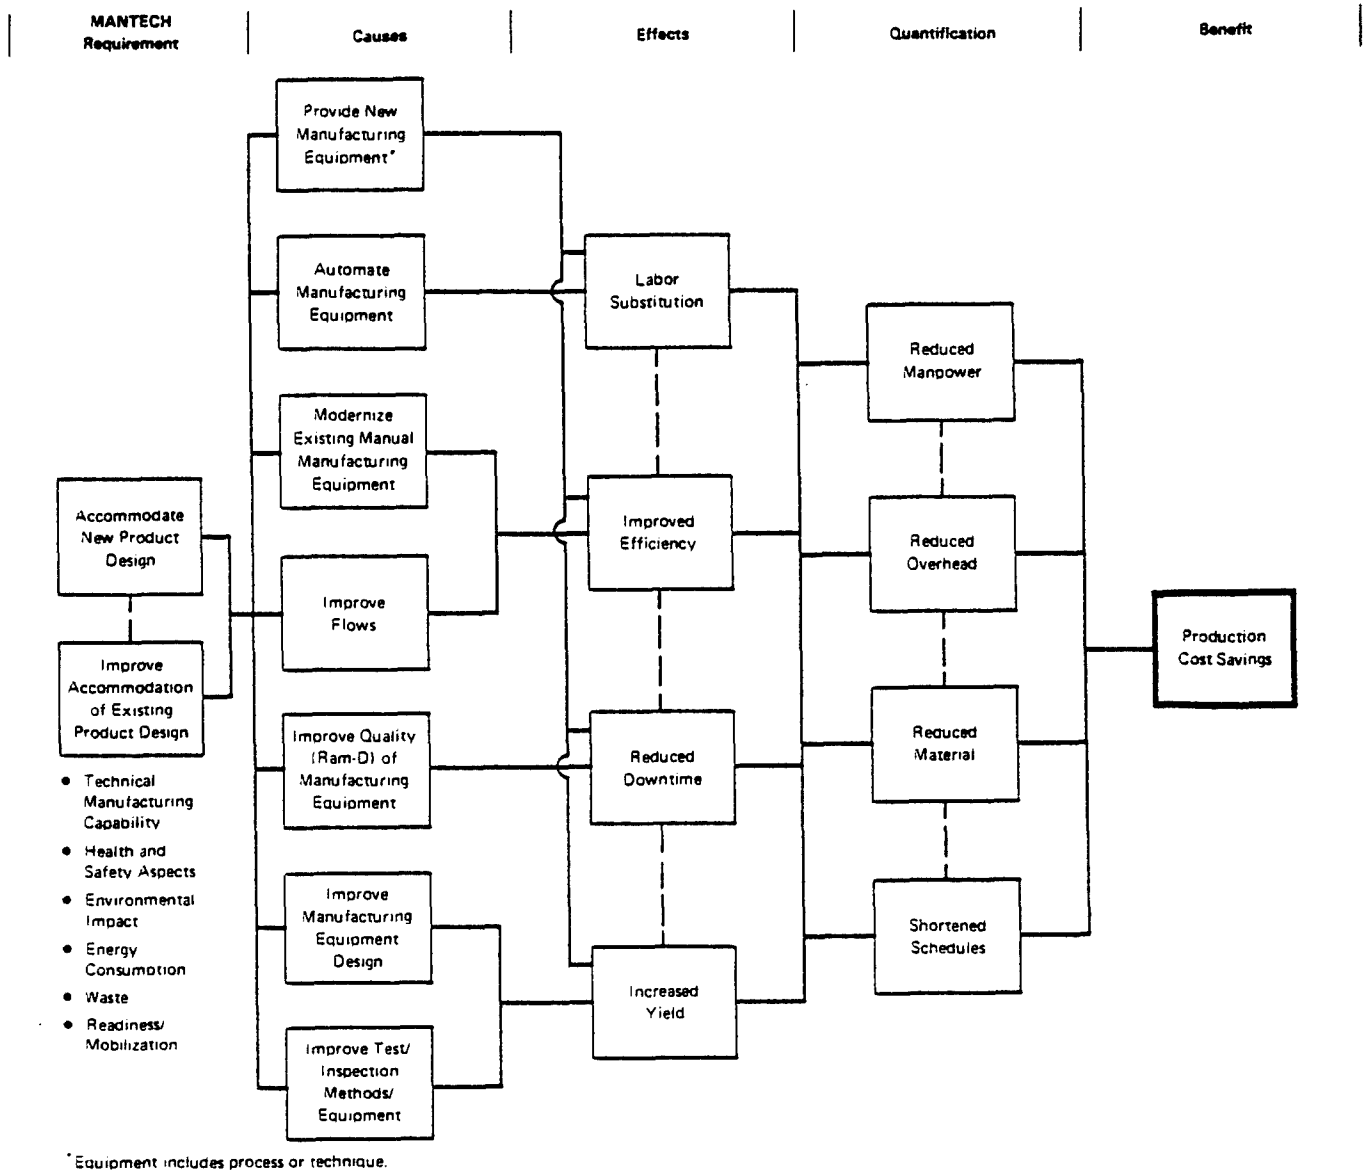 MANTECH
Requirement
Causes
Effects
Quantification
Benefit
Provide New
Manufacturing
Equipment*
Automate
Manufacturing
Equipment
Modernize
Existing Manual
Manufacturing
Equipment
Improve
Flows
Improve Quality
(Ram-D) of
Manufacturing
Equipment
Improve
Manufacturing
Equipment
Design
Improve Test/
Inspection
Methods/
Equipment
Accommodate
New Product
Design
Improve
Accommodation
of Existing
Product Design
• Technical
Manufacturing
Capability
• Health and
Safety Aspects
• Environmental
Impact
• Energy
Consumption
• Waste
• Readiness/
Mobilization
Labor
Substitution
Improved
Efficiency
Reduced
Downtime
Increased
Yield
Reduced
Manpower
Reduced
Overhead
Reduced
Material
Shortened
Schedules
Production
Cost Savings
*Equipment includes process or technique.